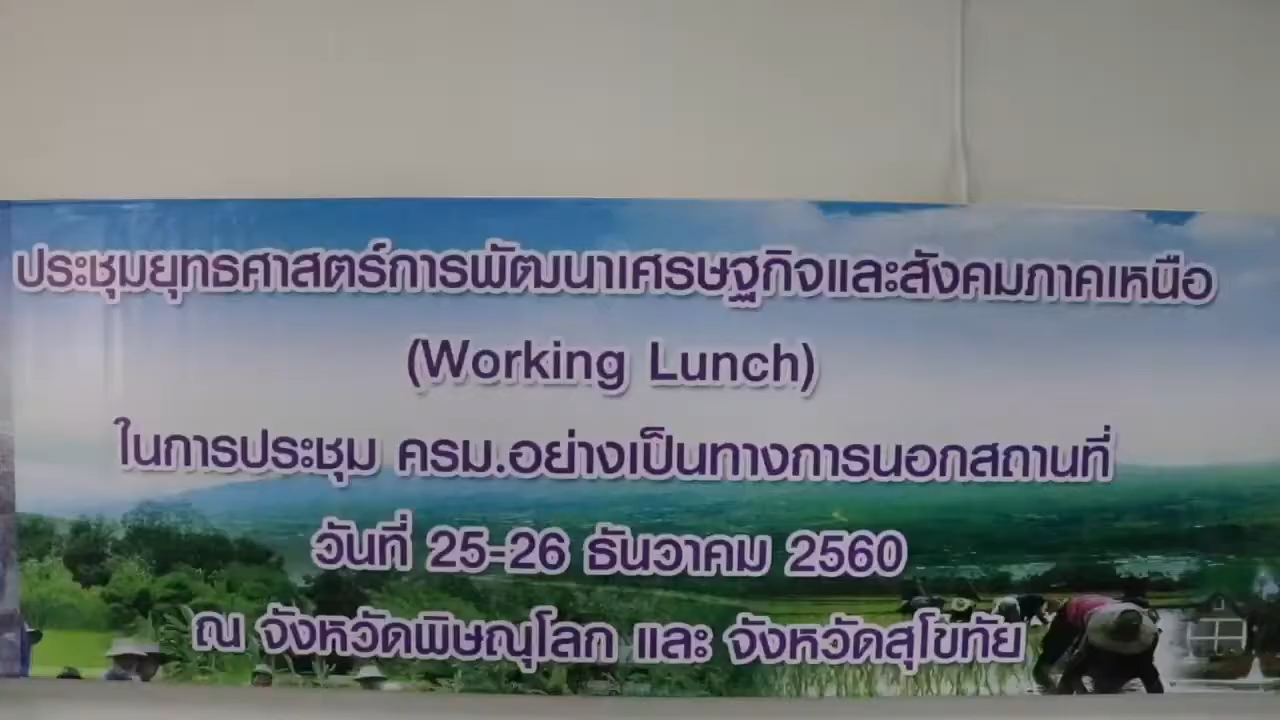 ประชุมยุทธศาสตร์การพัฒนาเศรษฐกิจและสังคมภาคเหนือ
(Working Lunch)
ในการประชุม ครม.อย่างเป็นทางการนอกสถานที่
วันที่ 25-26 ธันวาคม 2560
ณ จังหวัดพิษณุโลก และ จังหวัดสุโขทัย